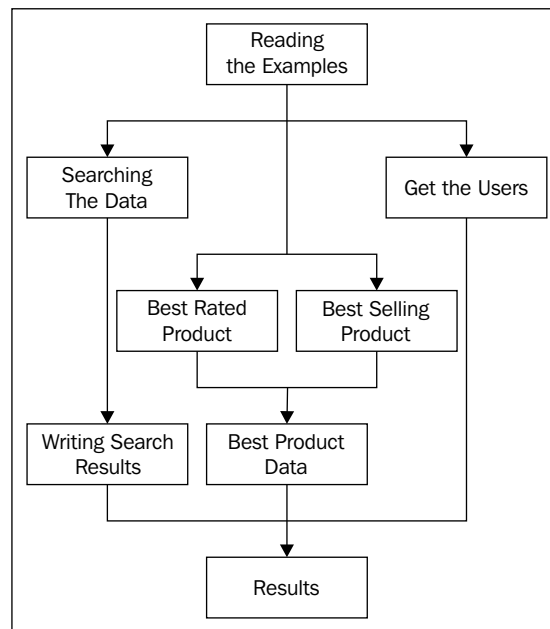 Reading
the Examples
Searching
The Data
Get the Users
Best Rated
Product
Best Selling
Product
Writing Search
Results
Best Product
Data
Results